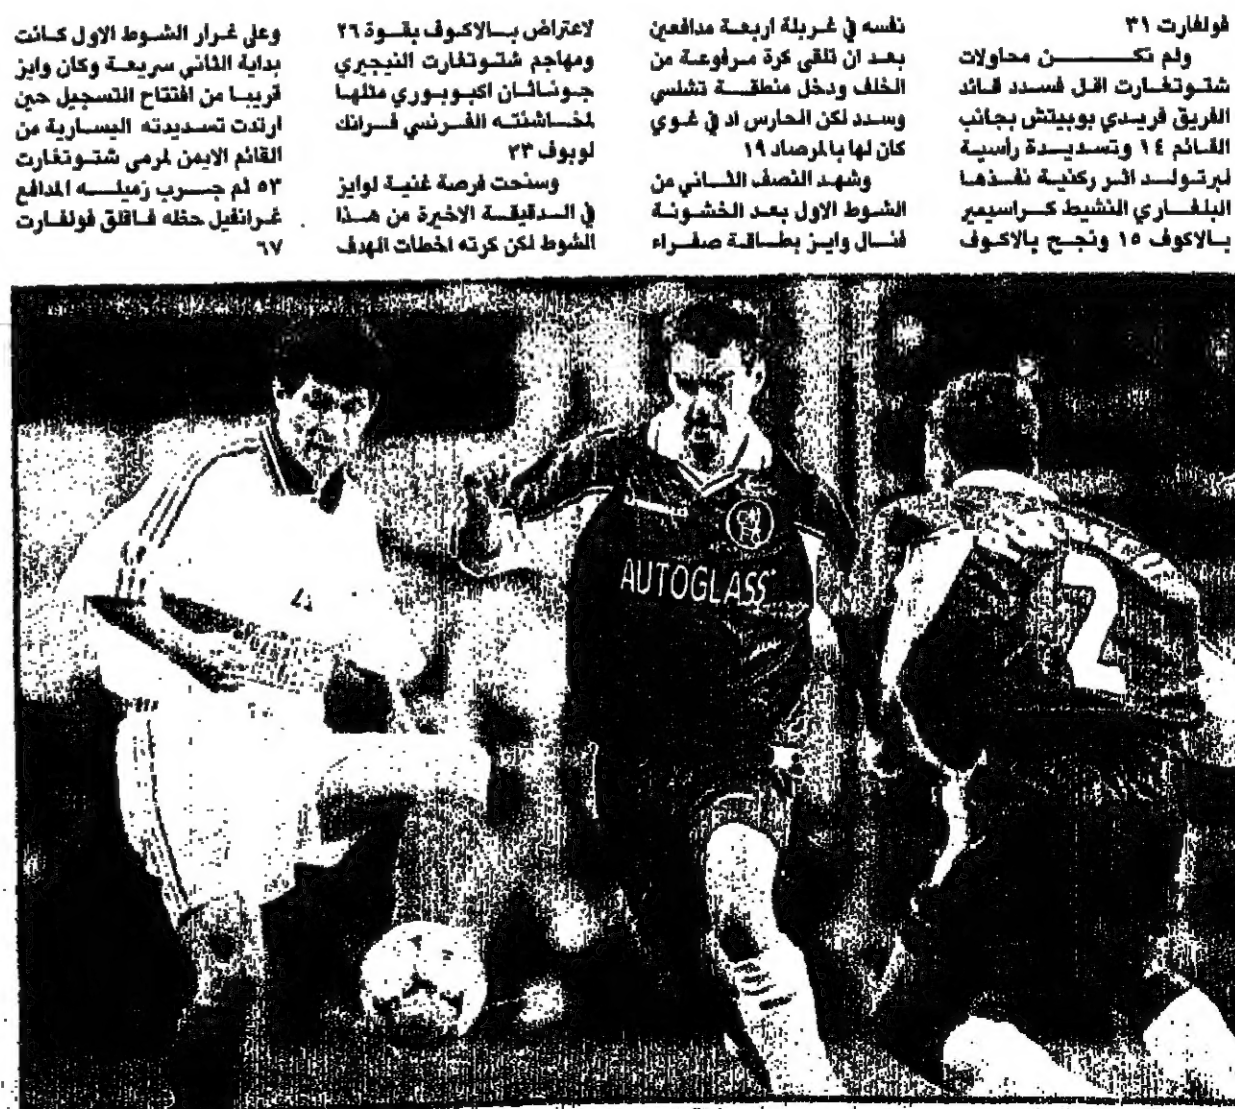 فولفارت ٣١
ولم تكن محاولات
شتوتغارت اقل فسدد قائد
الفريق فريدي بوبيتش بجانب
القائم ١٤ وتسديدة رأسية
لبرتولد اثر ركنية نفذها
البلغاري النشيط كراسيمير
بالاكوف ١٥ ونجح بالاكوف
نفسه في غربلة اربعة مدافعين
بعد ان تلقى كرة مرفوعة من
الخلف ودخل منطقة تشلسي
وسدد لكن الحارس اد في غوي
كان لها بالمرصاد ١٩
وشهد النصف الثاني من
الشوط الاول بعد الخشونة
فنال وايز بطاقة صفراء
لاعتراض بالاكوف بقوة ٢٦
ومهاجم شتوتغارت النيجيري
جوناثان اكبوبوري مثلها
لمخاشنته الفرنسي فرانك
لوبوف ٣٣
وسنحت فرصة غنية لوايز
في الدقيقة الاخيرة من هذا
الشوط لكن كرته اخطات الهدف
وعلى غرار الشوط الاول كانت
بداية الثاني سريعة وكان وايز
قريبا من افتتاح التسجيل حين
ارتدت تسديدته اليسارية من
القائم الايمن لمرمى شتوتغارت
٥٣ ثم جرب زميله المدافع
غرانفيل حظه فاقلق فولفارت
٦٧
AUTOGLASS
2